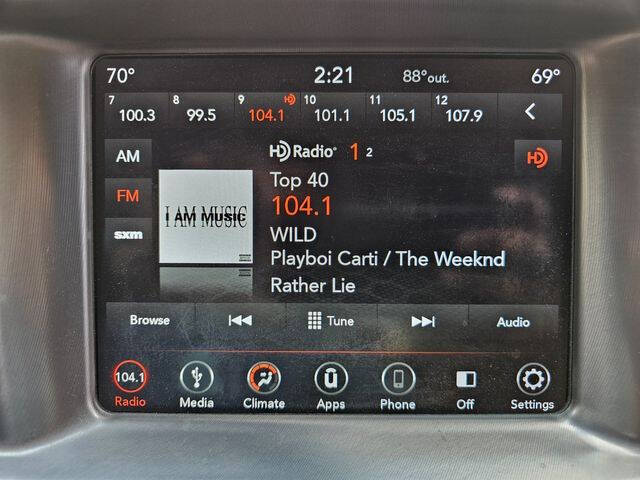 70° 2:21 88°out. 69°
7 100.3 8 99.5 9 104.1 HD 10 101.1 11 105.1 12 107.9
AM HD Radio 1 2 HD
Top 40
FM I AM MUSIC 104.1
sxm WILD
Playboi Carti / The Weeknd
Rather Lie
Browse Tune Audio
104.1
Radio Media Climate Apps Phone Off Settings